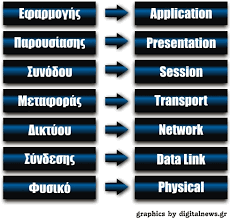 Εφαρμογής Application
Παρουσίασης Presentation
Συνόδου Session
Μεταφοράς Transport
Δικτύου Network
Σύνδεσης Data Link
Φυσικό Physical
graphics by digitalnews.gr